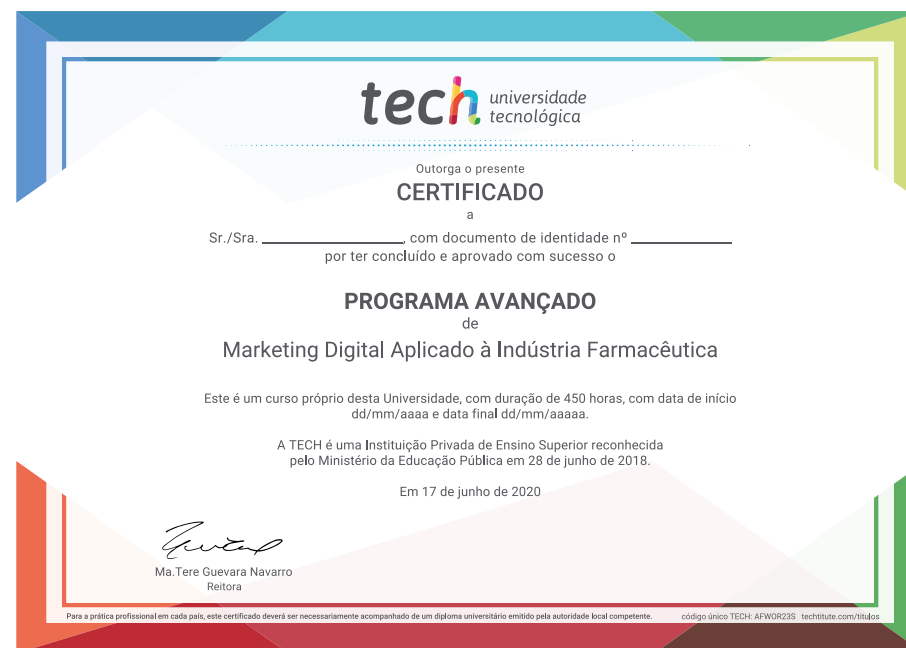 tech universidade
tecnológica
Outorga o presente
CERTIFICADO
a
Sr./Sra. ________________, com documento de identidade nº ____________
por ter concluído e aprovado com sucesso o
PROGRAMA AVANÇADO
de
Marketing Digital Aplicado à Indústria Farmacêutica
Este é um curso próprio desta Universidade, com duração de 450 horas, com data de início
dd/mm/aaaa e data final dd/mm/aaaaa.
A TECH é uma Instituição Privada de Ensino Superior reconhecida
pelo Ministério da Educação Pública em 28 de junho de 2018.
Em 17 de junho de 2020
Ma.Tere Guevara Navarro
Reitora
Para a prática profissional em cada país, este certificado deverá ser necessariamente acompanhado de um diploma universitário emitido pela autoridade local competente. código único TECH: AFWOR23S techtitute.com/titulos